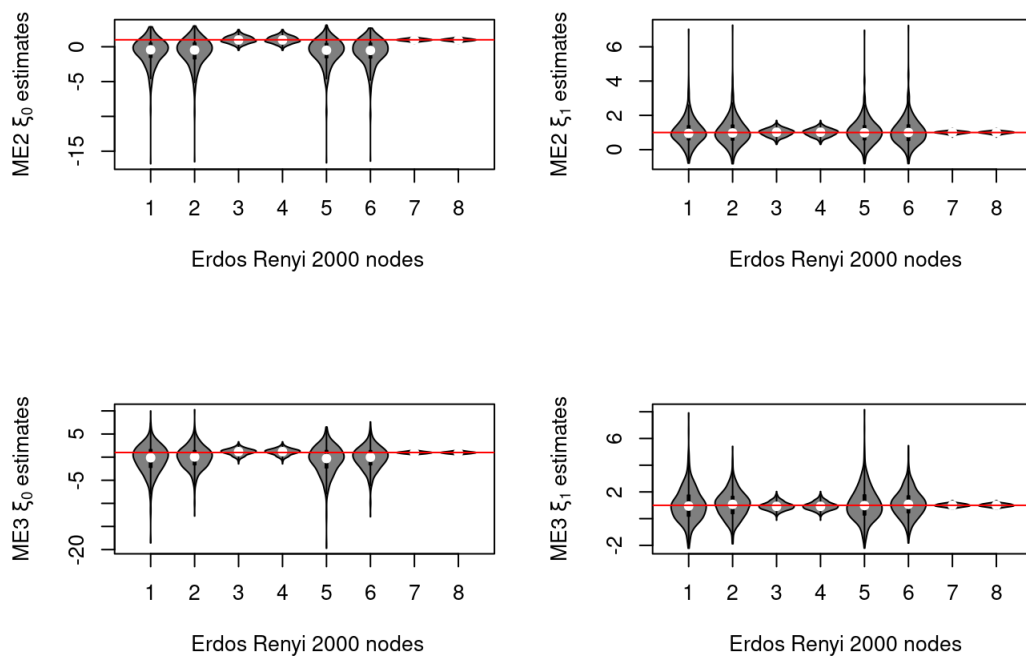 ME2 ξ0 estimates
0
-5
-15
1 2 3 4 5 6 7 8
Erdos Renyi 2000 nodes
ME2 ξ1 estimates
6
4
2
0
1 2 3 4 5 6 7 8
Erdos Renyi 2000 nodes
ME3 ξ0 estimates
5
-5
-20
1 2 3 4 5 6 7 8
Erdos Renyi 2000 nodes
ME3 ξ1 estimates
6
2
-2
1 2 3 4 5 6 7 8
Erdos Renyi 2000 nodes